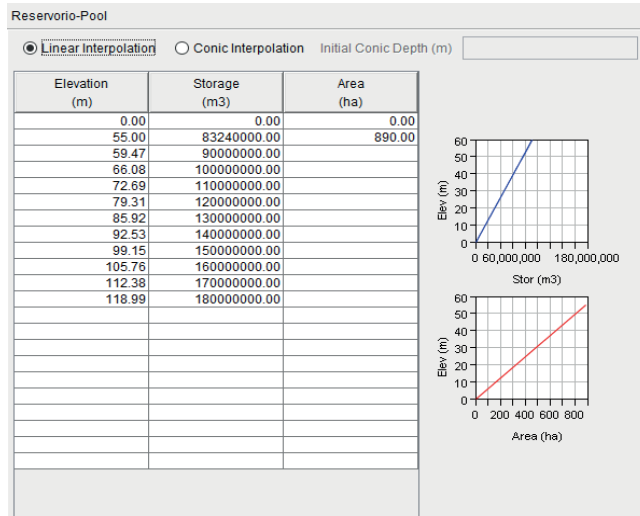 Reservorio-Pool
Linear Interpolation Conic Interpolation Initial Conic Depth (m)
Elevation Storage Area
(m) (m3) (ha)
0.00 0.00 0.00
55.00 83240000.00 890.00
59.47 90000000.00
66.08 100000000.00
72.69 110000000.00
79.31 120000000.00
85.92 130000000.00
92.53 140000000.00
99.15 150000000.00
105.76 160000000.00
112.38 170000000.00
118.99 180000000.00
60
50
40
30
20
10
0
Elev (m)
0 60,000,000 180,000,000
Stor (m3)
60
50
40
30
20
10
0
Elev (m)
0 200 400 600 800
Area (ha)